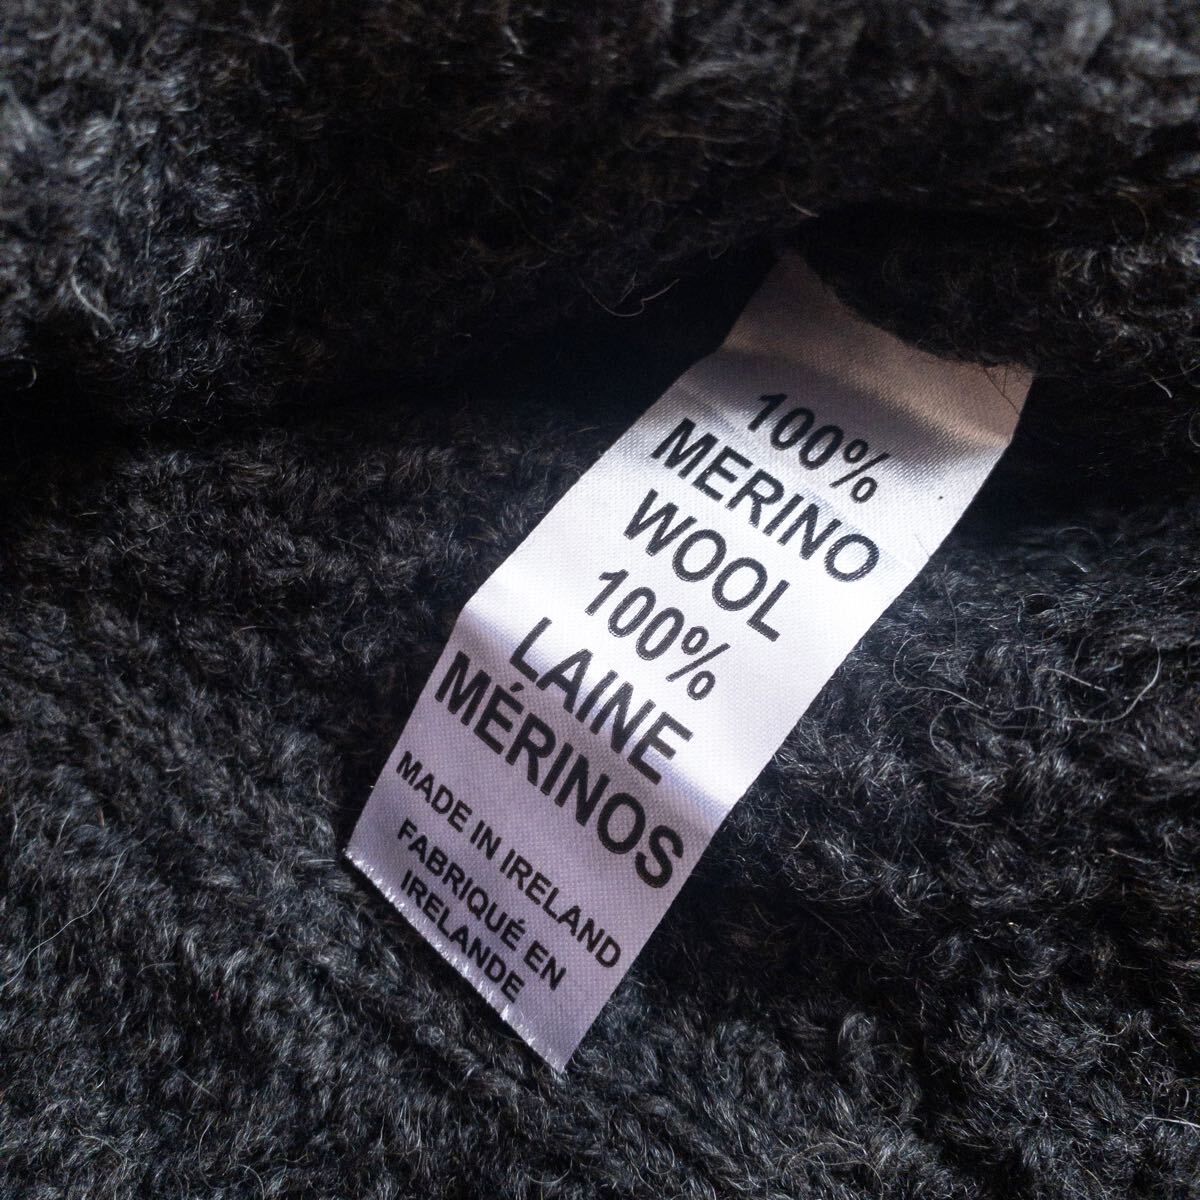 100%
MERINO
WOOL
100%
LAINE
MÉRINOS
MADE IN IRELAND
FABRIQUÉ EN
IRELANDE